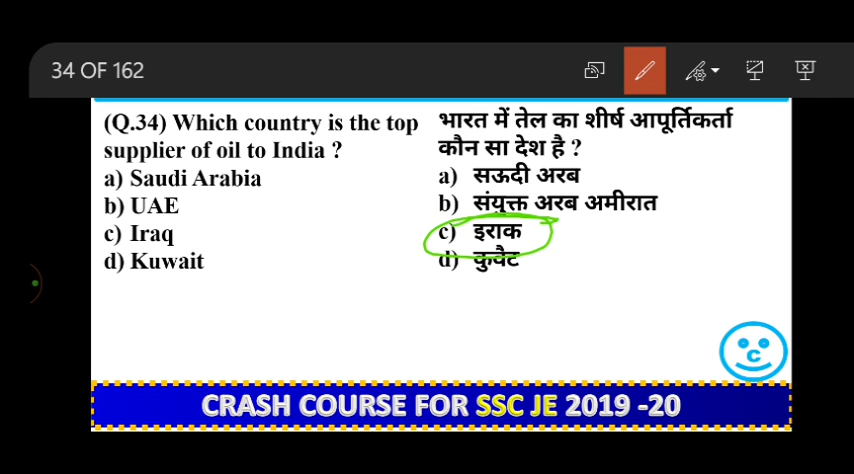 34 OF 162
(Q.34) Which country is the top
supplier of oil to India ?
a) Saudi Arabia
b) UAE
c) Iraq
d) Kuwait
भारत में तेल का शीर्ष आपूर्तिकर्ता
कौन सा देश है ?
a) सऊदी अरब
b) संयुक्त अरब अमीरात
c) इराक
d) कुवैट
c
CRASH COURSE FOR SSC JE 2019 -20